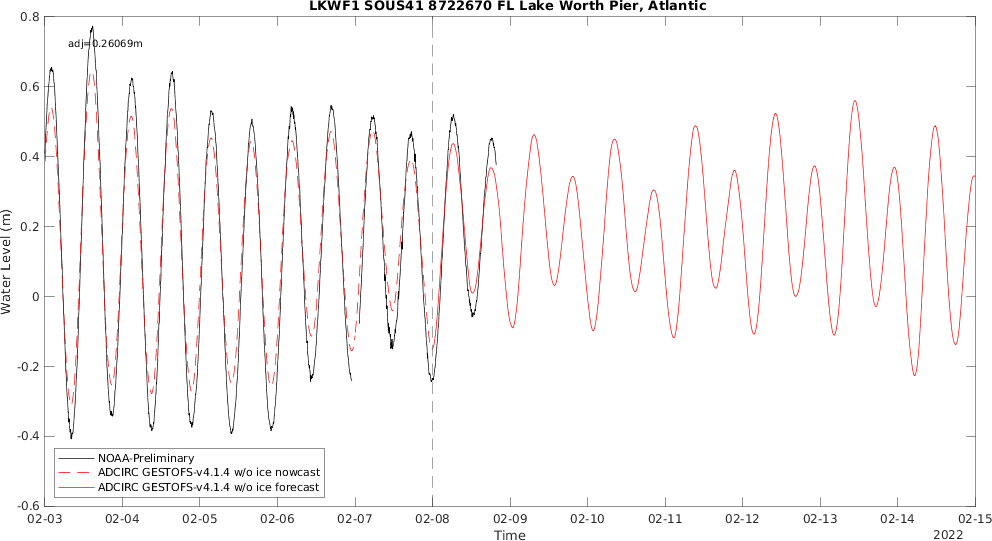 LKWF1 SOUS41 8722670 FL Lake Worth Pier, Atlantic
adj=0.26069m
0.8
0.6
0.4
0.2
0
-0.2
-0.4
-0.6
Water Level (m)
NOAA-Preliminary
ADCIRC GESTOFS-v4.1.4 w/o ice nowcast
ADCIRC GESTOFS-v4.1.4 w/o ice forecast
02-03 02-04 02-05 02-06 02-07 02-08 02-09 02-10 02-11 02-12 02-13 02-14 02-15
Time
2022